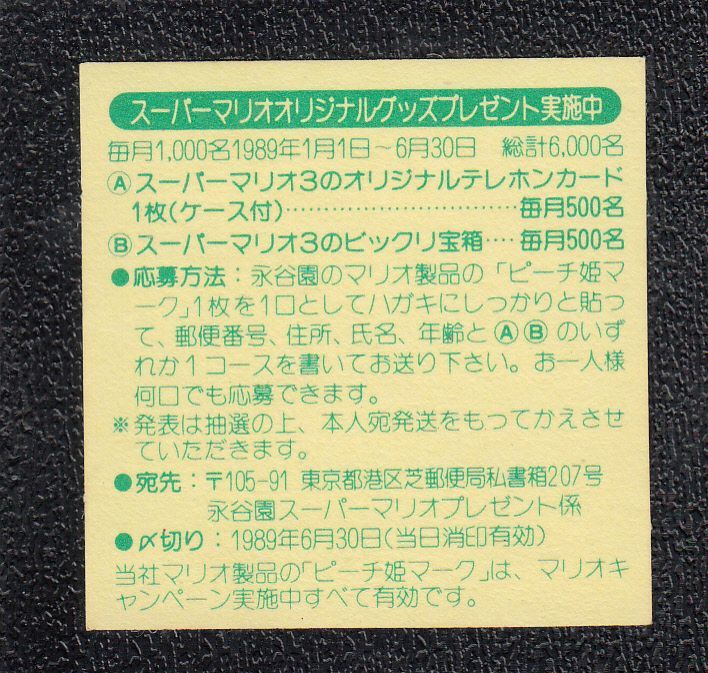 スーパーマリオオリジナルグッズプレゼント実施中
毎月1,000名1989年1月1日～6月30日　総計6,000名
Ⓐスーパーマリオ3のオリジナルテレホンカード
1枚(ケース付)…………………………毎月500名
Ⓑスーパーマリオ3のビックリ宝箱‥‥毎月500名
●応募方法：永谷園のマリオ製品の「ピーチ姫マ
ーク」1枚を1口としてハガキにしっかりと貼っ
て、郵便番号、住所、氏名、年齢とⒶⒷのいず
れか1コースを書いてお送り下さい。お一人様
何口でも応募できます。
※発表は抽選の上、本人宛発送をもってかえさせ
ていただきます。
●宛先：〒105-91 東京都港区芝郵便局私書箱207号
永谷園スーパーマリオプレゼント係
●〆切り：1989年6月30日(当日消印有効)
当社マリオ製品の「ピーチ姫マーク」は、マリオキ
ャンペーン実施中すべて有効です。